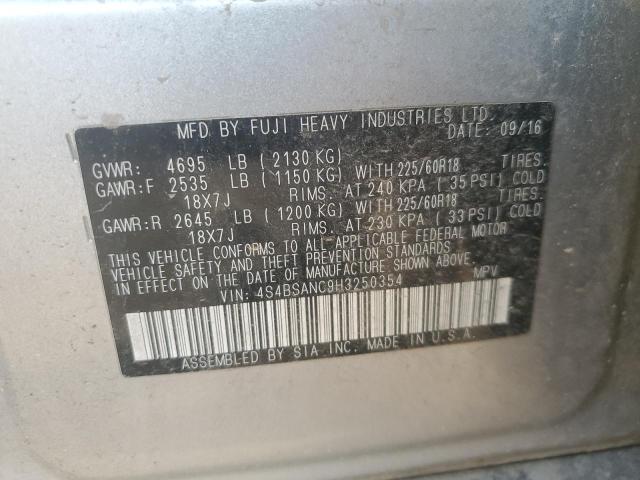 MFD BY FUJI HEAVY INDUSTRIES LTD.
DATE: 09/16
GVWR: 4695 LB (2130 KG)
GAWR:F 2535 LB (1150 KG) WITH 225/60R18 TIRES.
18X7J RIMS. AT 240 KPA (35 PSI) COLD
GAWR:R 2645 LB (1200 KG) WITH 225/60R18 TIRES.
18X7J RIMS. AT 230 KPA (33 PSI) COLD
THIS VEHICLE CONFORMS TO ALL APPLICABLE FEDERAL MOTOR
VEHICLE SAFETY AND THEFT PREVENTION STANDARDS
IN EFFECT ON THE DATE OF MANUFACTURE SHOWN ABOVE.
VIN: 4S4BSANC9H3250354 MPV
ASSEMBLED BY SIA INC. MADE IN U.S.A.